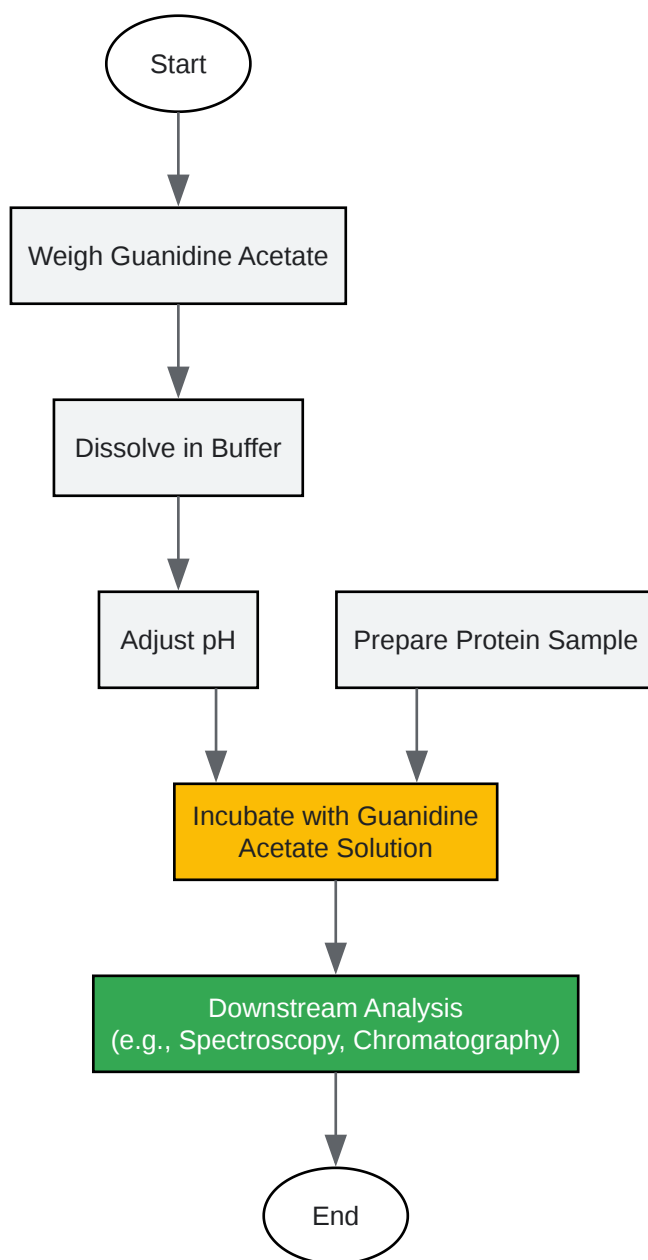 Start
Weigh Guanidine Acetate
Dissolve in Buffer
Adjust pH
Prepare Protein Sample
Incubate with Guanidine
Acetate Solution
Downstream Analysis
(e.g., Spectroscopy, Chromatography)
End